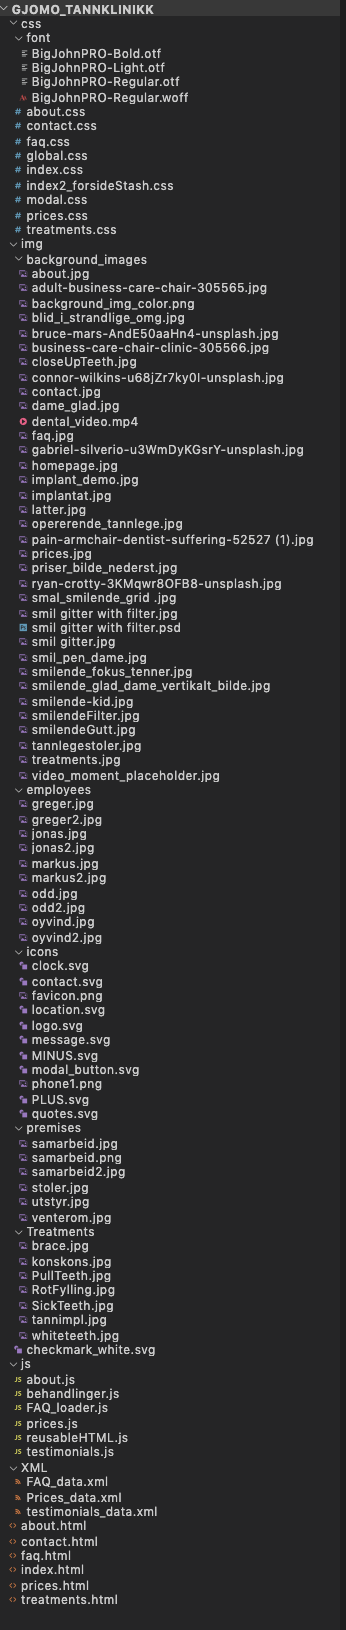 GJOMO_TANNKLINIKK
css
font
BigJohnPRO-Bold.otf
BigJohnPRO-Light.otf
BigJohnPRO-Regular.otf
BigJohnPRO-Regular.woff
about.css
contact.css
faq.css
global.css
index.css
index2_forsideStash.css
modal.css
prices.css
treatments.css
img
background_images
about.jpg
adult-business-care-chair-305565.jpg
background_img_color.png
blid_i_strandlige_omg.jpg
bruce-mars-AndE50aaHn4-unsplash.jpg
business-care-chair-clinic-305566.jpg
closeUpTeeth.jpg
connor-wilkins-u68jZr7ky0I-unsplash.jpg
contact.jpg
dame_glad.jpg
dental_video.mp4
faq.jpg
gabriel-silverio-u3WmDyKGsrY-unsplash.jpg
homepage.jpg
implant_demo.jpg
implantat.jpg
latter.jpg
opererende_tannlege.jpg
pain-armchair-dentist-suffering-52527 (1).jpg
prices.jpg
priser_bilde_nederst.jpg
ryan-crotty-3KMqwr8OFB8-unsplash.jpg
smal_smilende_grid .jpg
smil gitter with filter.jpg
smil gitter with filter.psd
smil gitter.jpg
smil_pen_dame.jpg
smilende_fokus_tenner.jpg
smilende_glad_dame_vertikalt_bilde.jpg
smilende-kid.jpg
smilendeFilter.jpg
smilendeGutt.jpg
tannlegestoler.jpg
treatments.jpg
video_moment_placeholder.jpg
employees
greger.jpg
greger2.jpg
jonas.jpg
jonas2.jpg
markus.jpg
markus2.jpg
odd.jpg
odd2.jpg
oyvind.jpg
oyvind2.jpg
icons
clock.svg
contact.svg
favicon.png
location.svg
logo.svg
message.svg
MINUS.svg
modal_button.svg
phone1.png
PLUS.svg
quotes.svg
premises
samarbeid.jpg
samarbeid.png
samarbeid2.jpg
stoler.jpg
utstyr.jpg
venterom.jpg
Treatments
brace.jpg
konskons.jpg
PullTeeth.jpg
RotFylling.jpg
SickTeeth.jpg
tannimpl.jpg
whiteteeth.jpg
checkmark_white.svg
js
JS about.js
JS behandlinger.js
JS FAQ_loader.js
JS prices.js
JS reusableHTML.js
JS testimonials.js
XML
FAQ_data.xml
Prices_data.xml
testimonials_data.xml
about.html
contact.html
faq.html
index.html
prices.html
treatments.html